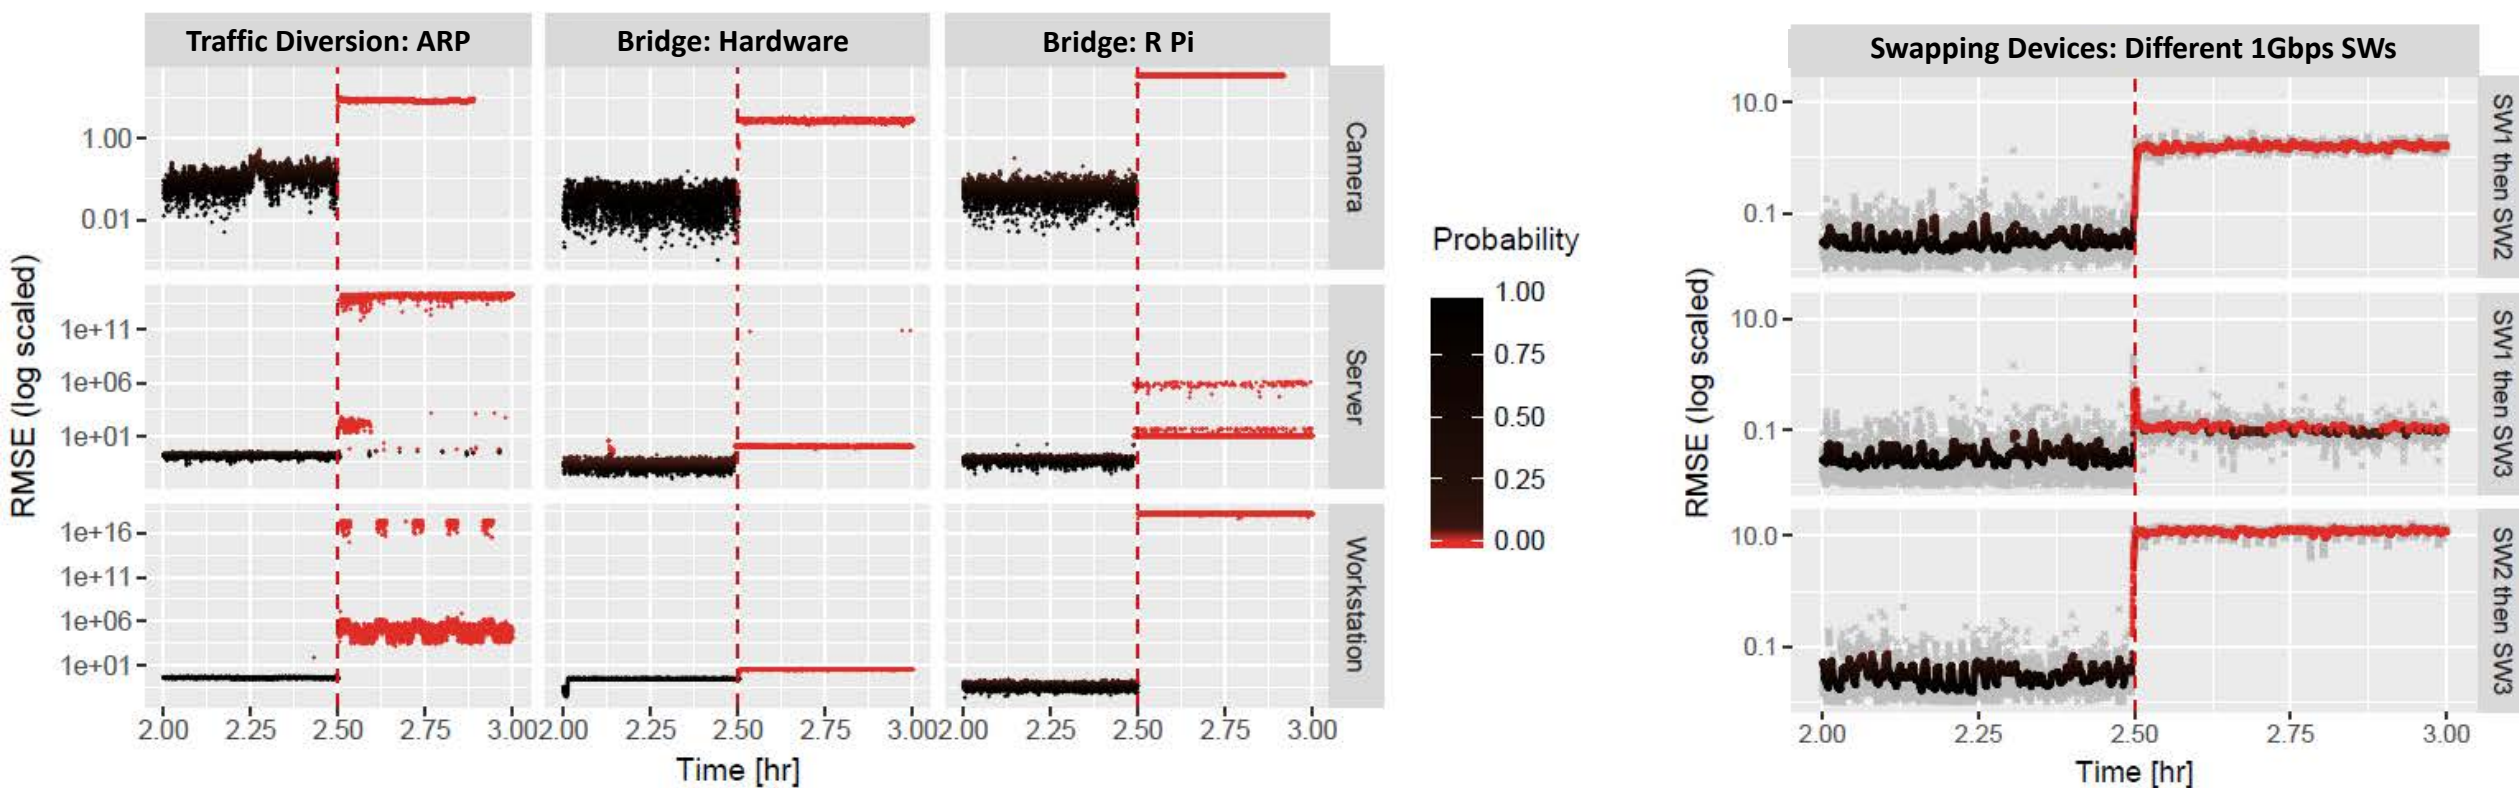 Traffic Diversion: ARP
Bridge: Hardware
Bridge: R Pi
Swapping Devices: Different 1Gbps SWs
RMSE (log scaled)
1.00
0.01
Camera
1e+11
1e+06
1e+01
Server
1e+16
1e+11
1e+06
1e+01
Workstation
2.00 2.25 2.50 2.75 3.00
2.00 2.25 2.50 2.75 3.00
2.00 2.25 2.50 2.75 3.00
Time [hr]
Probability
1.00
0.75
0.50
0.25
0.00
RMSE (log scaled)
10.0
0.1
SW1 then SW2
10.0
0.1
SW1 then SW3
10.0
0.1
SW2 then SW3
2.00 2.25 2.50 2.75 3.00
Time [hr]